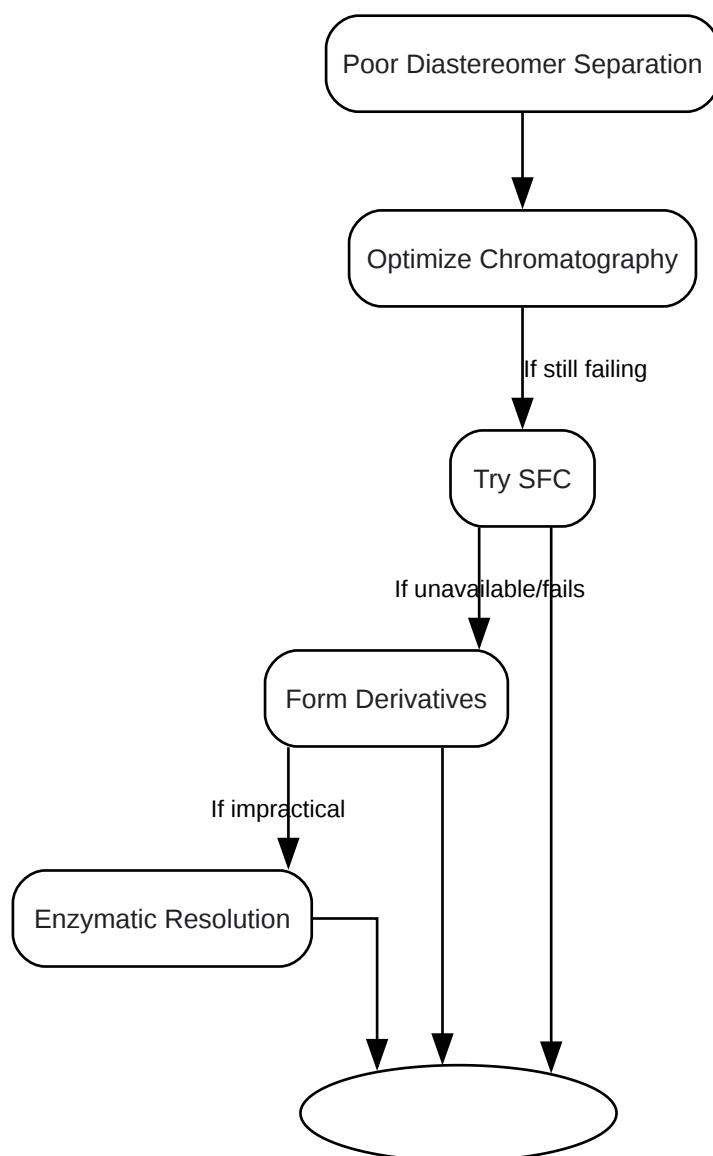 Poor Diastereomer Separation
Optimize Chromatography
If still failing
Try SFC
If unavailable/fails
Form Derivatives
If impractical
Enzymatic Resolution